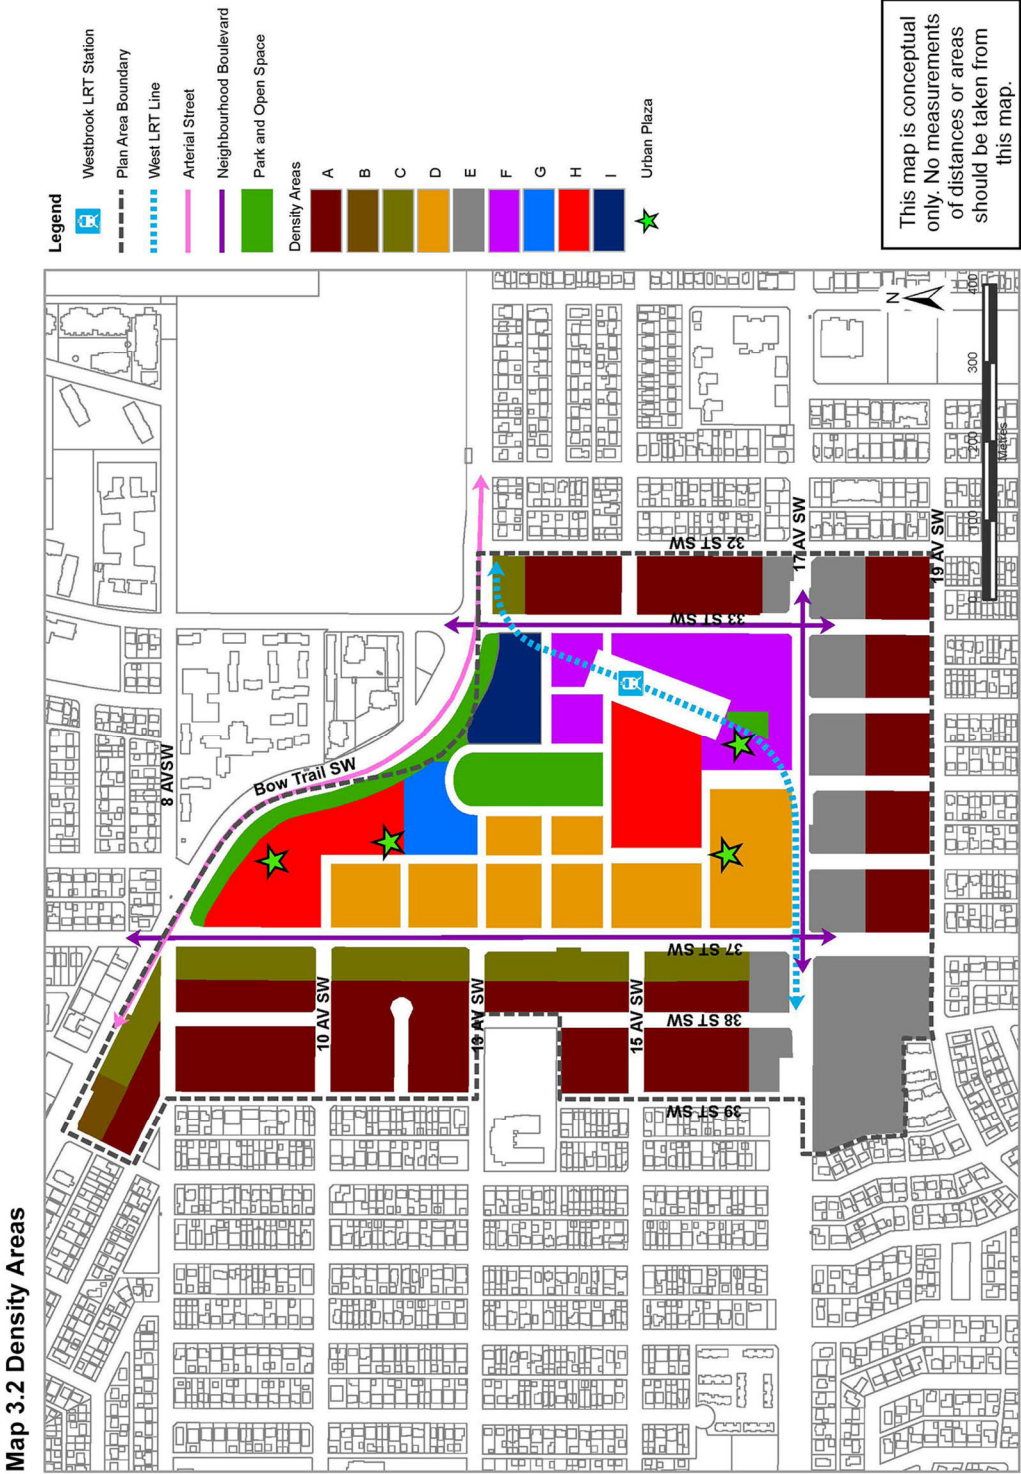 Map 3.2 Density Areas
Legend
Westbrook LRT Station
Plan Area Boundary
West LRT Line
Arterial Street
Neighbourhood Boulevard
Park and Open Space
Density Areas
A
B
C
D
E
F
G
H
I
Urban Plaza
This map is conceptual
only. No measurements
of distances or areas
should be taken from
this map.
8 AVSW
Bow Trail SW
10 AV SW
13 AV SW
15 AV SW
17 AV SW
19 AV SW
39 ST SW
38 ST SW
37 ST SW
33 ST SW
32 ST SW
N
0
100
200
300
400
Metres